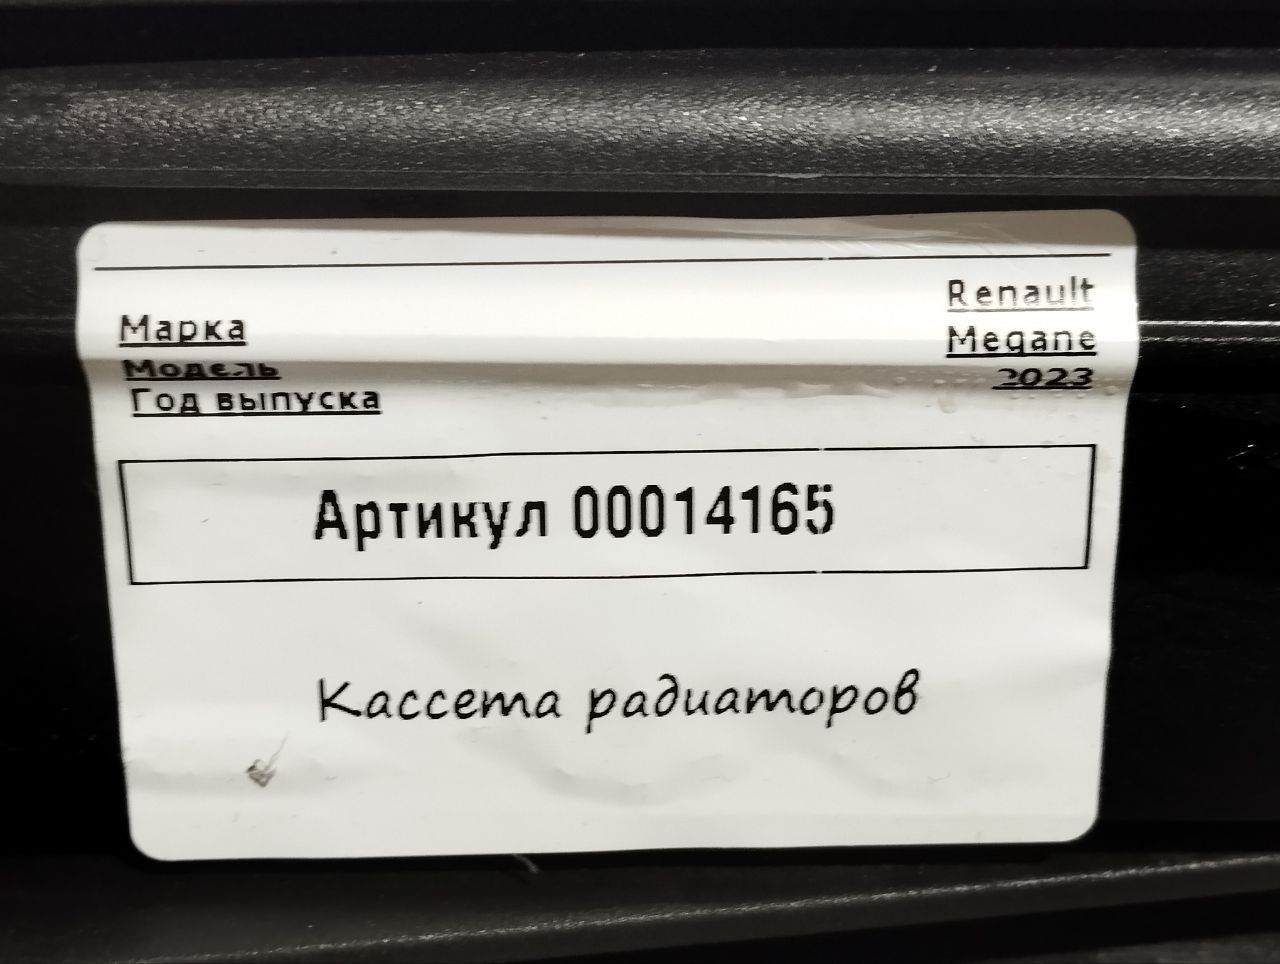 Марка Renault
Модель Megane
Год выпуска 2023
Артикул 00014165
Кассета радиаторов